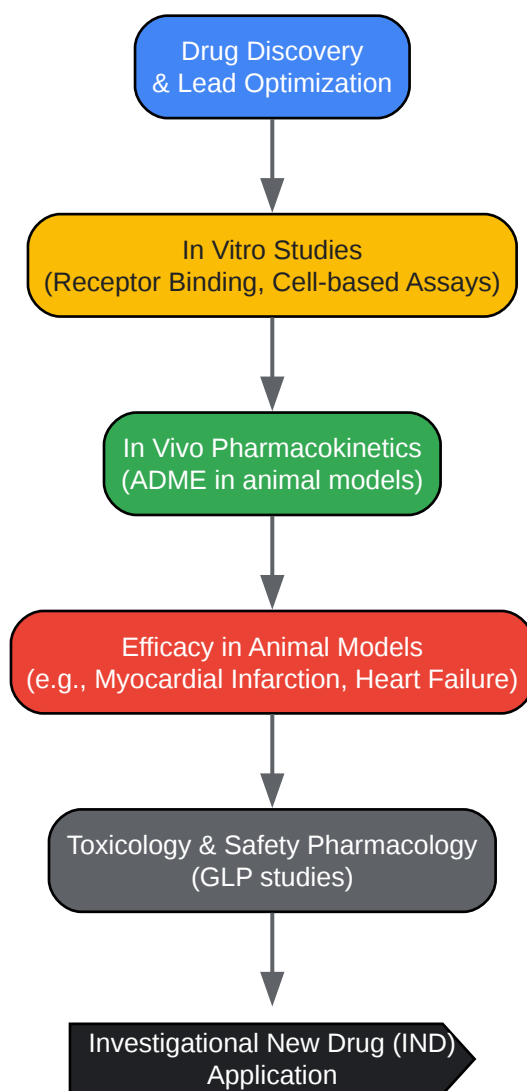 Drug Discovery
& Lead Optimization
In Vitro Studies
(Receptor Binding, Cell-based Assays)
In Vivo Pharmacokinetics
(ADME in animal models)
Efficacy in Animal Models
(e.g., Myocardial Infarction, Heart Failure)
Toxicology & Safety Pharmacology
(GLP studies)
Investigational New Drug (IND)
Application